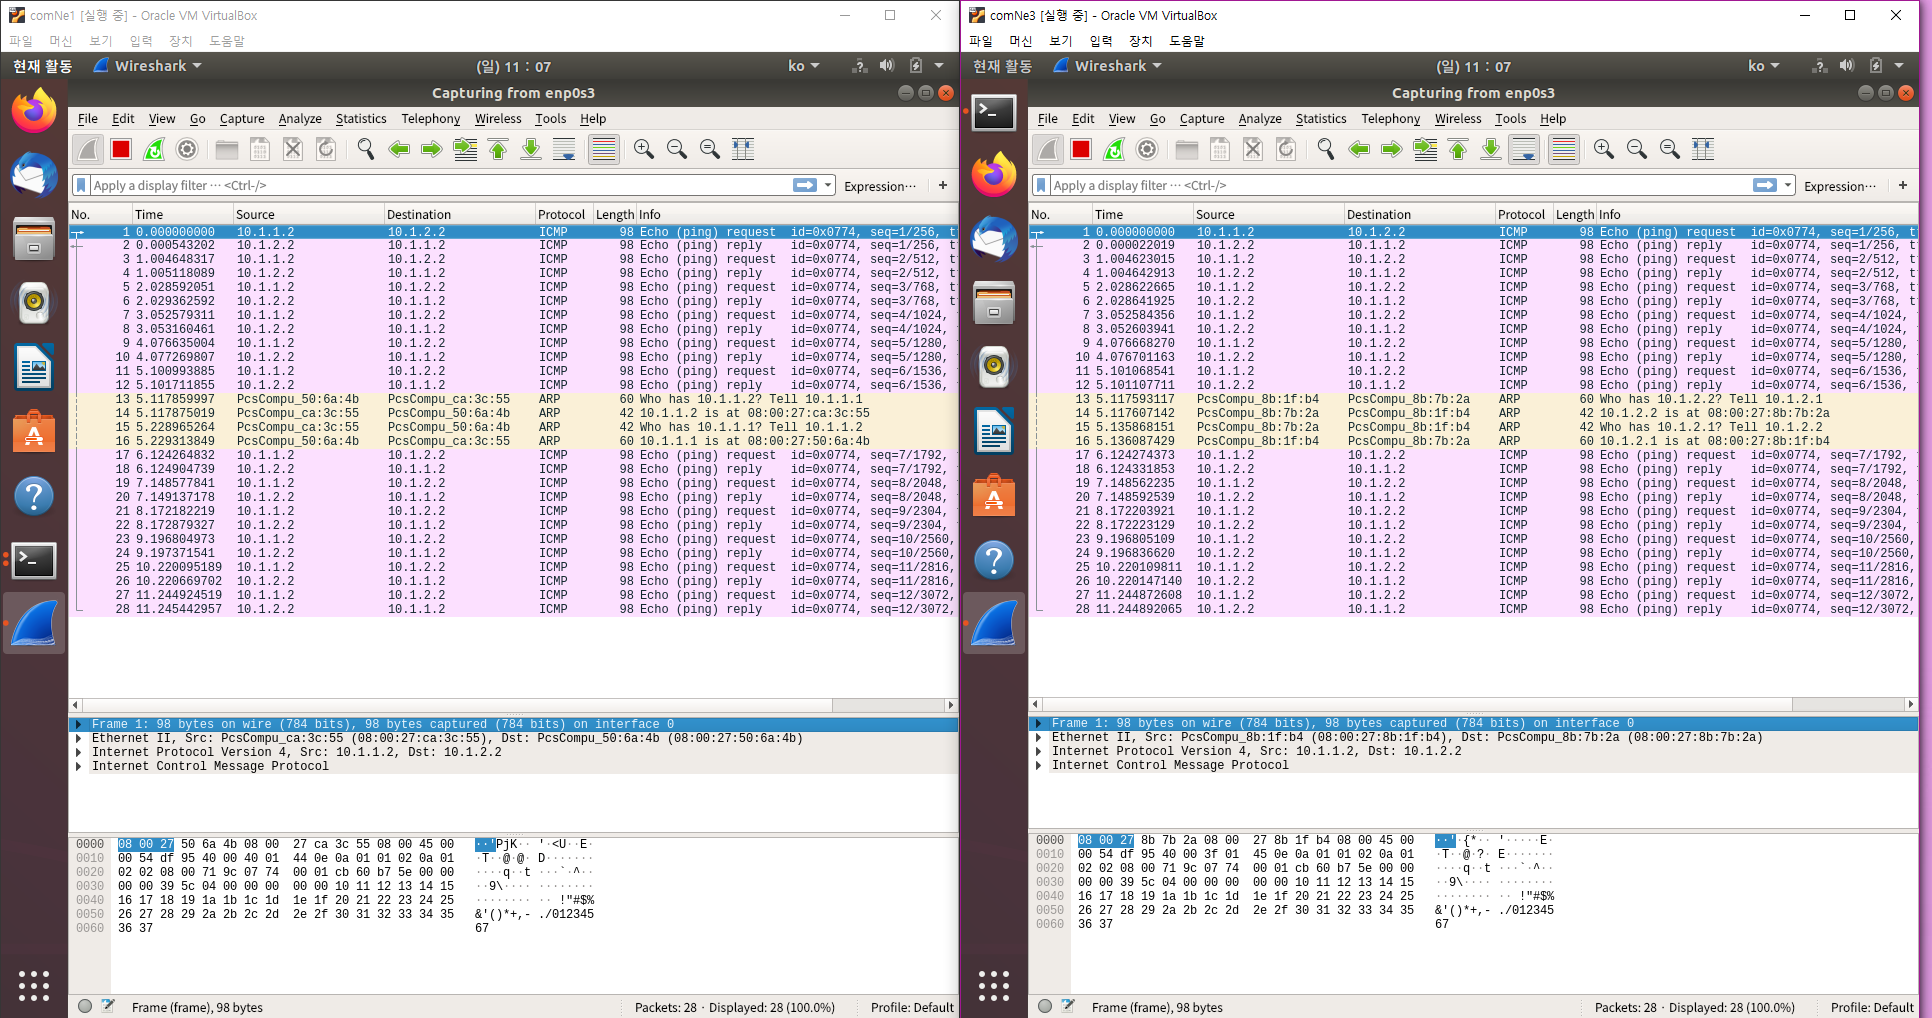 comNe1 [실행 중] - Oracle VM VirtualBox
파일 머신 보기 입력 장치 도움말
현재 활동 Wireshark (일) 11 : 07 ko
Capturing from enp0s3
File Edit View Go Capture Analyze Statistics Telephony Wireless Tools Help
Apply a display filter ... <Ctrl-/> Expression... +
No. Time Source Destination Protocol Length Info
1 0.000000000 10.1.1.2 10.1.2.2 ICMP 98 Echo (ping) request id=0x0774, seq=1/256, t
2 0.000543202 10.1.2.2 10.1.1.2 ICMP 98 Echo (ping) reply id=0x0774, seq=1/256, t
3 1.004648317 10.1.1.2 10.1.2.2 ICMP 98 Echo (ping) request id=0x0774, seq=2/512, t
4 1.005118089 10.1.2.2 10.1.1.2 ICMP 98 Echo (ping) reply id=0x0774, seq=2/512, t
5 2.028592051 10.1.1.2 10.1.2.2 ICMP 98 Echo (ping) request id=0x0774, seq=3/768, t
6 2.029362592 10.1.2.2 10.1.1.2 ICMP 98 Echo (ping) reply id=0x0774, seq=3/768, t
7 3.052579311 10.1.1.2 10.1.2.2 ICMP 98 Echo (ping) request id=0x0774, seq=4/1024,
8 3.053160461 10.1.2.2 10.1.1.2 ICMP 98 Echo (ping) reply id=0x0774, seq=4/1024,
9 4.076635004 10.1.1.2 10.1.2.2 ICMP 98 Echo (ping) request id=0x0774, seq=5/1280,
10 4.077269807 10.1.2.2 10.1.1.2 ICMP 98 Echo (ping) reply id=0x0774, seq=5/1280,
11 5.100993885 10.1.1.2 10.1.2.2 ICMP 98 Echo (ping) request id=0x0774, seq=6/1536,
12 5.101711855 10.1.2.2 10.1.1.2 ICMP 98 Echo (ping) reply id=0x0774, seq=6/1536,
13 5.117859997 PcsCompu_50:6a:4b PcsCompu_ca:3c:55 ARP 60 Who has 10.1.1.2? Tell 10.1.1.1
14 5.117875019 PcsCompu_ca:3c:55 PcsCompu_50:6a:4b ARP 42 10.1.1.2 is at 08:00:27:ca:3c:55
15 5.228965264 PcsCompu_ca:3c:55 PcsCompu_50:6a:4b ARP 42 Who has 10.1.1.1? Tell 10.1.1.2
16 5.229313849 PcsCompu_50:6a:4b PcsCompu_ca:3c:55 ARP 60 10.1.1.1 is at 08:00:27:50:6a:4b
17 6.124264832 10.1.1.2 10.1.2.2 ICMP 98 Echo (ping) request id=0x0774, seq=7/1792,
18 6.124904739 10.1.2.2 10.1.1.2 ICMP 98 Echo (ping) reply id=0x0774, seq=7/1792,
19 7.148577841 10.1.1.2 10.1.2.2 ICMP 98 Echo (ping) request id=0x0774, seq=8/2048,
20 7.149137178 10.1.2.2 10.1.1.2 ICMP 98 Echo (ping) reply id=0x0774, seq=8/2048,
21 8.172182219 10.1.1.2 10.1.2.2 ICMP 98 Echo (ping) request id=0x0774, seq=9/2304,
22 8.172879327 10.1.2.2 10.1.1.2 ICMP 98 Echo (ping) reply id=0x0774, seq=9/2304,
23 9.196804973 10.1.1.2 10.1.2.2 ICMP 98 Echo (ping) request id=0x0774, seq=10/2560,
24 9.197371541 10.1.2.2 10.1.1.2 ICMP 98 Echo (ping) reply id=0x0774, seq=10/2560,
25 10.220095189 10.1.1.2 10.1.2.2 ICMP 98 Echo (ping) request id=0x0774, seq=11/2816,
26 10.220669702 10.1.2.2 10.1.1.2 ICMP 98 Echo (ping) reply id=0x0774, seq=11/2816,
27 11.244924519 10.1.1.2 10.1.2.2 ICMP 98 Echo (ping) request id=0x0774, seq=12/3072,
28 11.245442957 10.1.2.2 10.1.1.2 ICMP 98 Echo (ping) reply id=0x0774, seq=12/3072,
Frame 1: 98 bytes on wire (784 bits), 98 bytes captured (784 bits) on interface 0
Ethernet II, Src: PcsCompu_ca:3c:55 (08:00:27:ca:3c:55), Dst: PcsCompu_50:6a:4b (08:00:27:50:6a:4b)
Internet Protocol Version 4, Src: 10.1.1.2, Dst: 10.1.2.2
Internet Control Message Protocol
0000 08 00 27 50 6a 4b 08 00 27 ca 3c 55 08 00 45 00 ··'PjK·· '·<U··E·
0010 00 54 df 95 40 00 40 01 44 0e 0a 01 01 02 0a 01 ·T··@·@· D·······
0020 02 02 08 00 71 9c 07 74 00 01 cb 60 b7 5e 00 00 ····q··t ···`·^··
0030 00 00 39 5c 04 00 00 00 00 00 10 11 12 13 14 15 ··9\···· ········
0040 16 17 18 19 1a 1b 1c 1d 1e 1f 20 21 22 23 24 25 ········ ·· !"#$%
0050 26 27 28 29 2a 2b 2c 2d 2e 2f 30 31 32 33 34 35 &'()*+,- ./012345
0060 36 37 67
Frame (frame), 98 bytes Packets: 28 · Displayed: 28 (100.0%) Profile: Default
comNe3 [실행 중] - Oracle VM VirtualBox
파일 머신 보기 입력 장치 도움말
현재 활동 Wireshark (일) 11 : 07 ko
Capturing from enp0s3
File Edit View Go Capture Analyze Statistics Telephony Wireless Tools Help
Apply a display filter ... <Ctrl-/> Expression... +
No. Time Source Destination Protocol Length Info
1 0.000000000 10.1.1.2 10.1.2.2 ICMP 98 Echo (ping) request id=0x0774, seq=1/256, t
2 0.000022019 10.1.2.2 10.1.1.2 ICMP 98 Echo (ping) reply id=0x0774, seq=1/256, t
3 1.004623015 10.1.1.2 10.1.2.2 ICMP 98 Echo (ping) request id=0x0774, seq=2/512, t
4 1.004642913 10.1.2.2 10.1.1.2 ICMP 98 Echo (ping) reply id=0x0774, seq=2/512, t
5 2.028622665 10.1.1.2 10.1.2.2 ICMP 98 Echo (ping) request id=0x0774, seq=3/768, t
6 2.028641925 10.1.2.2 10.1.1.2 ICMP 98 Echo (ping) reply id=0x0774, seq=3/768, t
7 3.052584356 10.1.1.2 10.1.2.2 ICMP 98 Echo (ping) request id=0x0774, seq=4/1024,
8 3.052603941 10.1.2.2 10.1.1.2 ICMP 98 Echo (ping) reply id=0x0774, seq=4/1024,
9 4.076668270 10.1.1.2 10.1.2.2 ICMP 98 Echo (ping) request id=0x0774, seq=5/1280,
10 4.076701163 10.1.2.2 10.1.1.2 ICMP 98 Echo (ping) reply id=0x0774, seq=5/1280,
11 5.101068541 10.1.1.2 10.1.2.2 ICMP 98 Echo (ping) request id=0x0774, seq=6/1536,
12 5.101107711 10.1.2.2 10.1.1.2 ICMP 98 Echo (ping) reply id=0x0774, seq=6/1536,
13 5.117593117 PcsCompu_8b:1f:b4 PcsCompu_8b:7b:2a ARP 60 Who has 10.1.2.2? Tell 10.1.2.1
14 5.117607142 PcsCompu_8b:7b:2a PcsCompu_8b:1f:b4 ARP 42 10.1.2.2 is at 08:00:27:8b:7b:2a
15 5.135868151 PcsCompu_8b:7b:2a PcsCompu_8b:1f:b4 ARP 42 Who has 10.1.2.1? Tell 10.1.2.2
16 5.136087429 PcsCompu_8b:1f:b4 PcsCompu_8b:7b:2a ARP 60 10.1.2.1 is at 08:00:27:8b:1f:b4
17 6.124274373 10.1.1.2 10.1.2.2 ICMP 98 Echo (ping) request id=0x0774, seq=7/1792,
18 6.124331853 10.1.2.2 10.1.1.2 ICMP 98 Echo (ping) reply id=0x0774, seq=7/1792,
19 7.148562235 10.1.1.2 10.1.2.2 ICMP 98 Echo (ping) request id=0x0774, seq=8/2048,
20 7.148592539 10.1.2.2 10.1.1.2 ICMP 98 Echo (ping) reply id=0x0774, seq=8/2048,
21 8.172203921 10.1.1.2 10.1.2.2 ICMP 98 Echo (ping) request id=0x0774, seq=9/2304,
22 8.172223129 10.1.2.2 10.1.1.2 ICMP 98 Echo (ping) reply id=0x0774, seq=9/2304,
23 9.196805109 10.1.1.2 10.1.2.2 ICMP 98 Echo (ping) request id=0x0774, seq=10/2560,
24 9.196836620 10.1.2.2 10.1.1.2 ICMP 98 Echo (ping) reply id=0x0774, seq=10/2560,
25 10.220109811 10.1.1.2 10.1.2.2 ICMP 98 Echo (ping) request id=0x0774, seq=11/2816,
26 10.220147140 10.1.2.2 10.1.1.2 ICMP 98 Echo (ping) reply id=0x0774, seq=11/2816,
27 11.244872608 10.1.1.2 10.1.2.2 ICMP 98 Echo (ping) request id=0x0774, seq=12/3072,
28 11.244892065 10.1.2.2 10.1.1.2 ICMP 98 Echo (ping) reply id=0x0774, seq=12/3072,
Frame 1: 98 bytes on wire (784 bits), 98 bytes captured (784 bits) on interface 0
Ethernet II, Src: PcsCompu_8b:1f:b4 (08:00:27:8b:1f:b4), Dst: PcsCompu_8b:7b:2a (08:00:27:8b:7b:2a)
Internet Protocol Version 4, Src: 10.1.1.2, Dst: 10.1.2.2
Internet Control Message Protocol
0000 08 00 27 8b 7b 2a 08 00 27 8b 1f b4 08 00 45 00 ··'·{*·· '·····E·
0010 00 54 df 95 40 00 3f 01 45 0e 0a 01 01 02 0a 01 ·T··@·?· E·······
0020 02 02 08 00 71 9c 07 74 00 01 cb 60 b7 5e 00 00 ····q··t ···`·^··
0030 00 00 39 5c 04 00 00 00 00 00 10 11 12 13 14 15 ··9\···· ········
0040 16 17 18 19 1a 1b 1c 1d 1e 1f 20 21 22 23 24 25 ········ ·· !"#$%
0050 26 27 28 29 2a 2b 2c 2d 2e 2f 30 31 32 33 34 35 &'()*+,- ./012345
0060 36 37 67
Frame (frame), 98 bytes Packets: 28 · Displayed: 28 (100.0%) Profile: Default